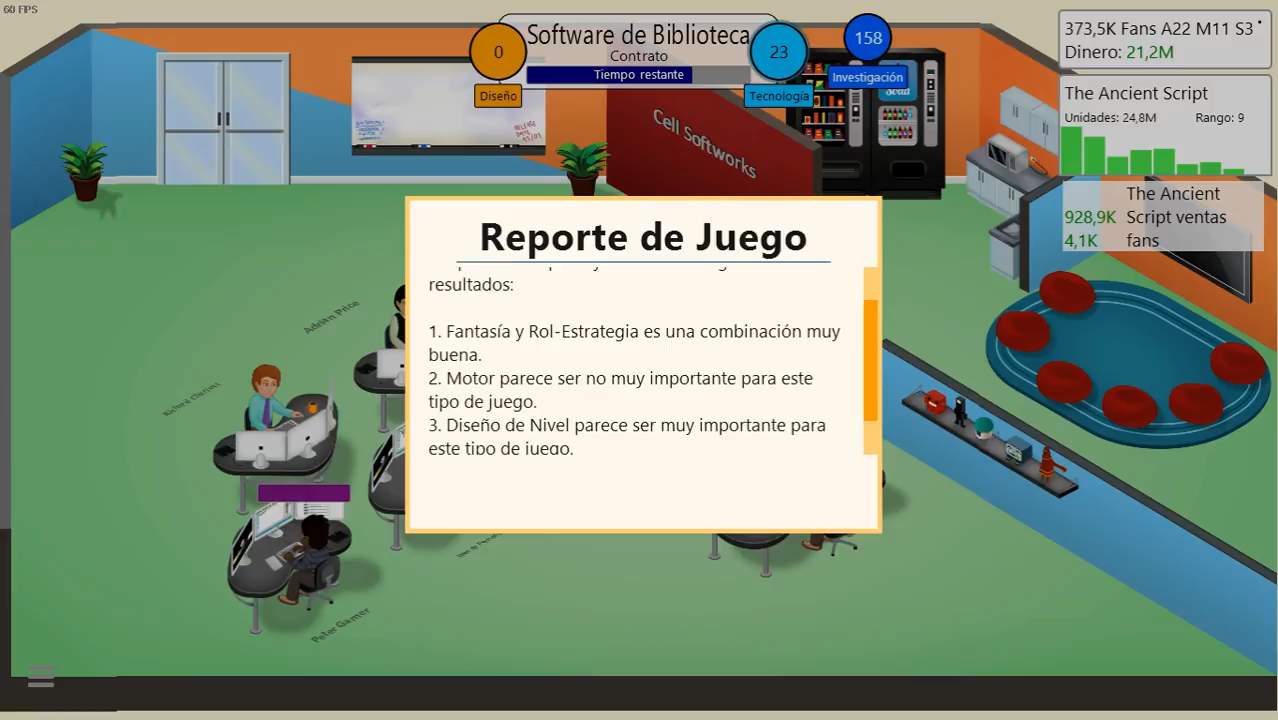 60 FPS
Software de Biblioteca
Contrato
Tiempo restante
0
Diseño
23
Tecnología
158
Investigación
373,5K Fans A22 M11 S3
Dinero: 21,2M
The Ancient Script
Unidades: 24,8M Rango: 9
The Ancient
928,9K Script ventas
4,1K fans
Cell Softworks
Soda
RELEASE
Reporte de Juego
resultados:
1. Fantasía y Rol-Estrategia es una combinación muy
buena.
2. Motor parece ser no muy importante para este
tipo de juego.
3. Diseño de Nivel parece ser muy importante para
este tipo de juego.
Adrian Price
Peter Gamer